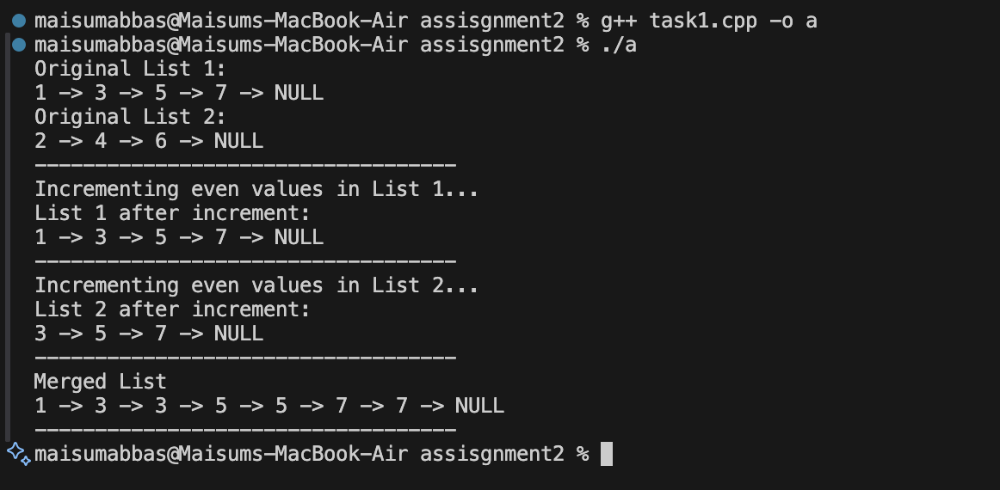 maisumabbas@Maisums-MacBook-Air assisgnment2 % g++ task1.cpp -o a
maisumabbas@Maisums-MacBook-Air assisgnment2 % ./a
Original List 1:
1 -> 3 -> 5 -> 7 -> NULL
Original List 2:
2 -> 4 -> 6 -> NULL
-----------------------------------
Incrementing even values in List 1...
List 1 after increment:
1 -> 3 -> 5 -> 7 -> NULL
-----------------------------------
Incrementing even values in List 2...
List 2 after increment:
3 -> 5 -> 7 -> NULL
-----------------------------------
Merged List
1 -> 3 -> 3 -> 5 -> 5 -> 7 -> 7 -> NULL
-----------------------------------
maisumabbas@Maisums-MacBook-Air assisgnment2 %